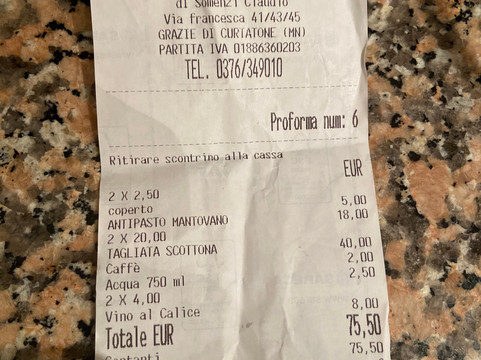 di Somenzi Claudio
Via francesca 41/43/45
GRAZIE DI CURTATONE (MN)
PARTITA IVA 01886360203
TEL. 0376/349010
Proforma num: 6
Ritirare scontrino alla cassa
EUR
2 X 2,50
coperto 5,00
ANTIPASTO MANTOVANO 18,00
2 X 20,00
TAGLIATA SCOTTONA 40,00
Caffè 2,00
Acqua 750 ml 2,50
2 X 4,00
Vino al Calice 8,00
Totale EUR 75,50
Contanti 75,50